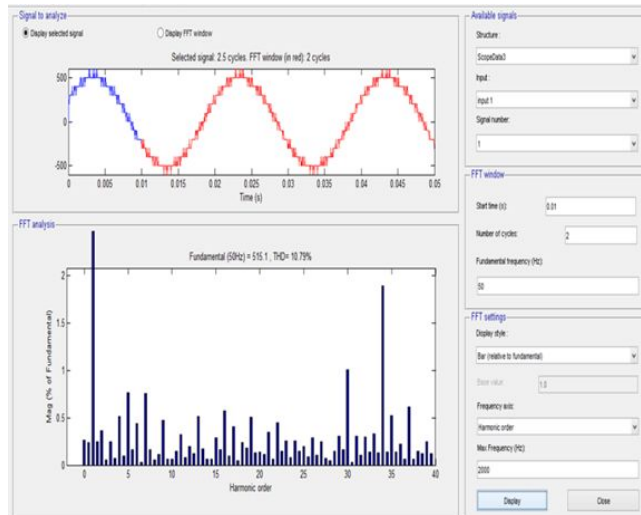 Signal to analyze
Display selected signal
Display FFT window
Selected signal: 2.5 cycles. FFT window (in red): 2 cycles
500
0
-500
0 0.005 0.01 0.015 0.02 0.025 0.03 0.035 0.04 0.045 0.05
Time (s)
FFT analysis
Fundamental (50Hz) = 515.1 , THD= 10.79%
2
1.5
1
0.5
0
Mag (% of Fundamental)
0 5 10 15 20 25 30 35 40
Harmonic order
Available signals
Structure :
ScopeData3
Input :
input 1
Signal number:
1
FFT window
Start time (s): 0.01
Number of cycles: 2
Fundamental frequency (Hz):
50
FFT settings
Display style :
Bar (relative to fundamental)
Base value: 1.0
Frequency axis:
Harmonic order
Max Frequency (Hz):
2000
Display Close